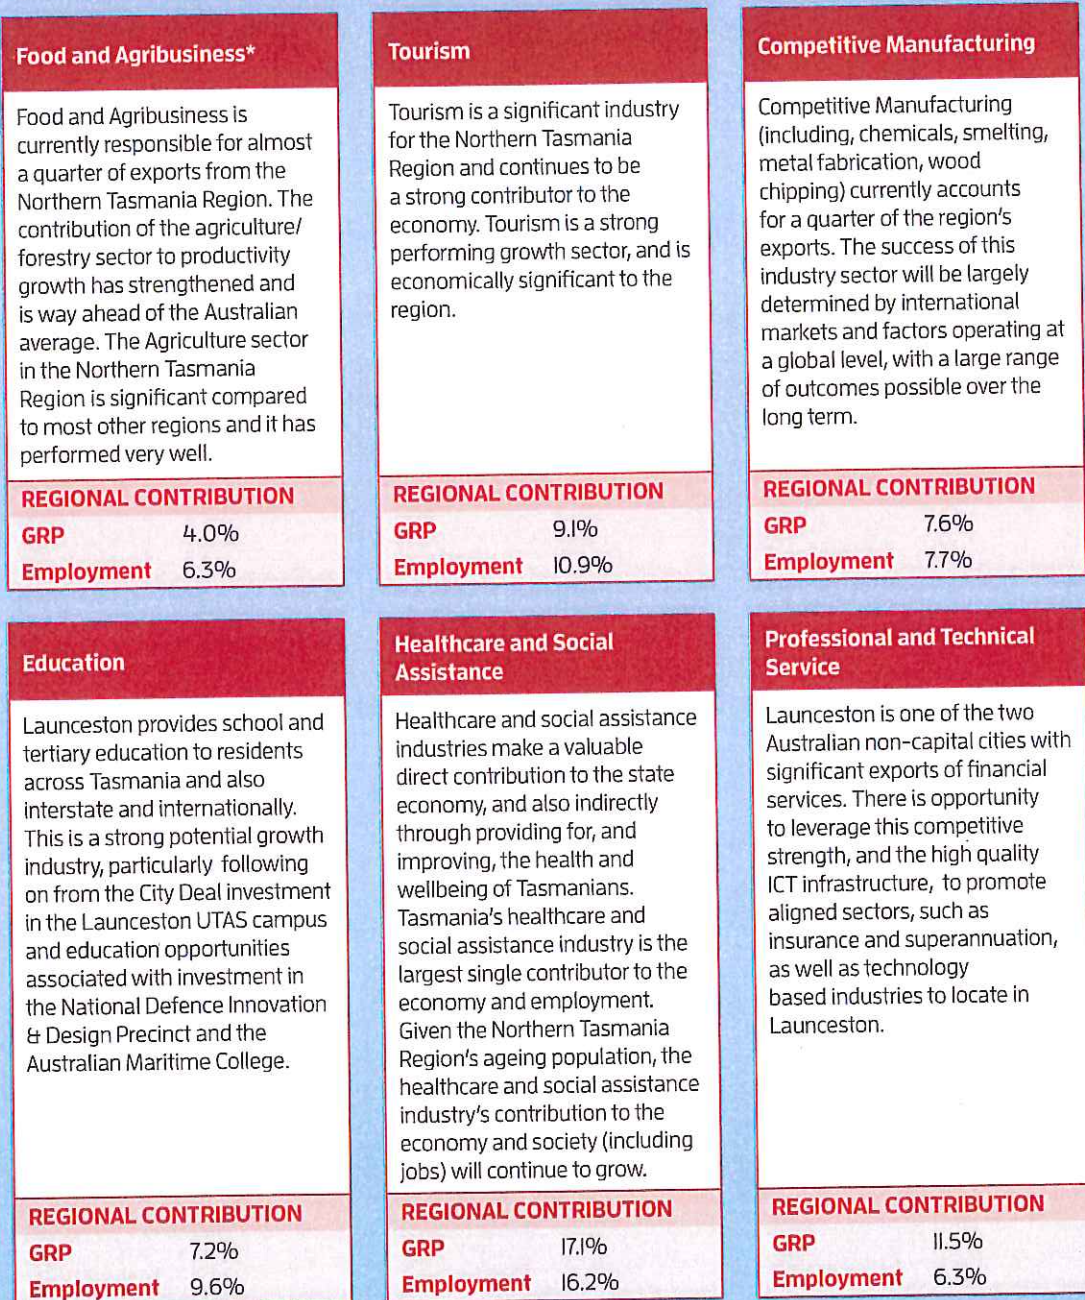 Food and Agribusiness*
Food and Agribusiness is
currently responsible for almost
a quarter of exports from the
Northern Tasmania Region. The
contribution of the agriculture/
forestry sector to productivity
growth has strengthened and
is way ahead of the Australian
average. The Agriculture sector
in the Northern Tasmania
Region is significant compared
to most other regions and it has
performed very well.
REGIONAL CONTRIBUTION
GRP 4.0%
Employment 6.3%
Tourism
Tourism is a significant industry
for the Northern Tasmania
Region and continues to be
a strong contributor to the
economy. Tourism is a strong
performing growth sector, and is
economically significant to the
region.
REGIONAL CONTRIBUTION
GRP 9.1%
Employment 10.9%
Competitive Manufacturing
Competitive Manufacturing
(including, chemicals, smelting,
metal fabrication, wood
chipping) currently accounts
for a quarter of the region's
exports. The success of this
industry sector will be largely
determined by international
markets and factors operating at
a global level, with a large range
of outcomes possible over the
long term.
REGIONAL CONTRIBUTION
GRP 7.6%
Employment 7.7%
Education
Launceston provides school and
tertiary education to residents
across Tasmania and also
interstate and internationally.
This is a strong potential growth
industry, particularly following
on from the City Deal investment
in the Launceston UTAS campus
and education opportunities
associated with investment in
the National Defence Innovation
& Design Precinct and the
Australian Maritime College.
REGIONAL CONTRIBUTION
GRP 7.2%
Employment 9.6%
Healthcare and Social
Assistance
Healthcare and social assistance
industries make a valuable
direct contribution to the state
economy, and also indirectly
through providing for, and
improving, the health and
wellbeing of Tasmanians.
Tasmania's healthcare and
social assistance industry is the
largest single contributor to the
economy and employment.
Given the Northern Tasmania
Region's ageing population, the
healthcare and social assistance
industry's contribution to the
economy and society (including
jobs) will continue to grow.
REGIONAL CONTRIBUTION
GRP 17.1%
Employment 16.2%
Professional and Technical
Service
Launceston is one of the two
Australian non-capital cities with
significant exports of financial
services. There is opportunity
to leverage this competitive
strength, and the high quality
ICT infrastructure, to promote
aligned sectors, such as
insurance and superannuation,
as well as technology
based industries to locate in
Launceston.
REGIONAL CONTRIBUTION
GRP 11.5%
Employment 6.3%